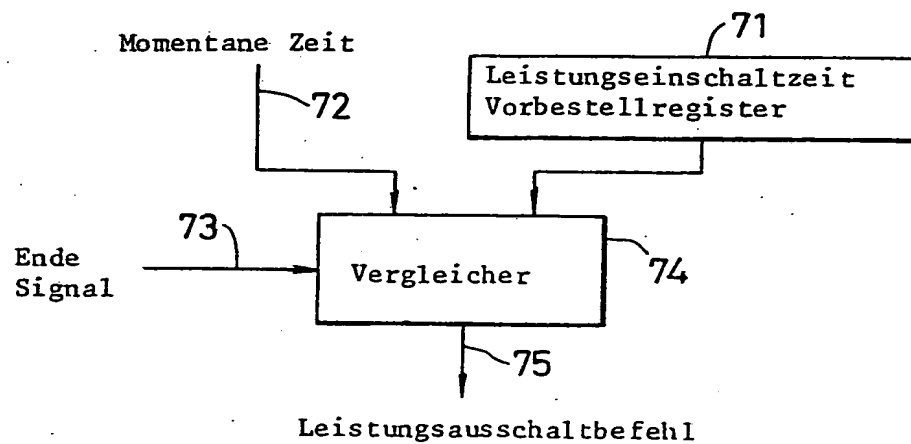 71
Momentane Zeit
Leistungseinschaltzeit
Vorbestellregister
72
73
Ende
Signal
Vergleicher
74
75
Leistungsausschaltbefehl